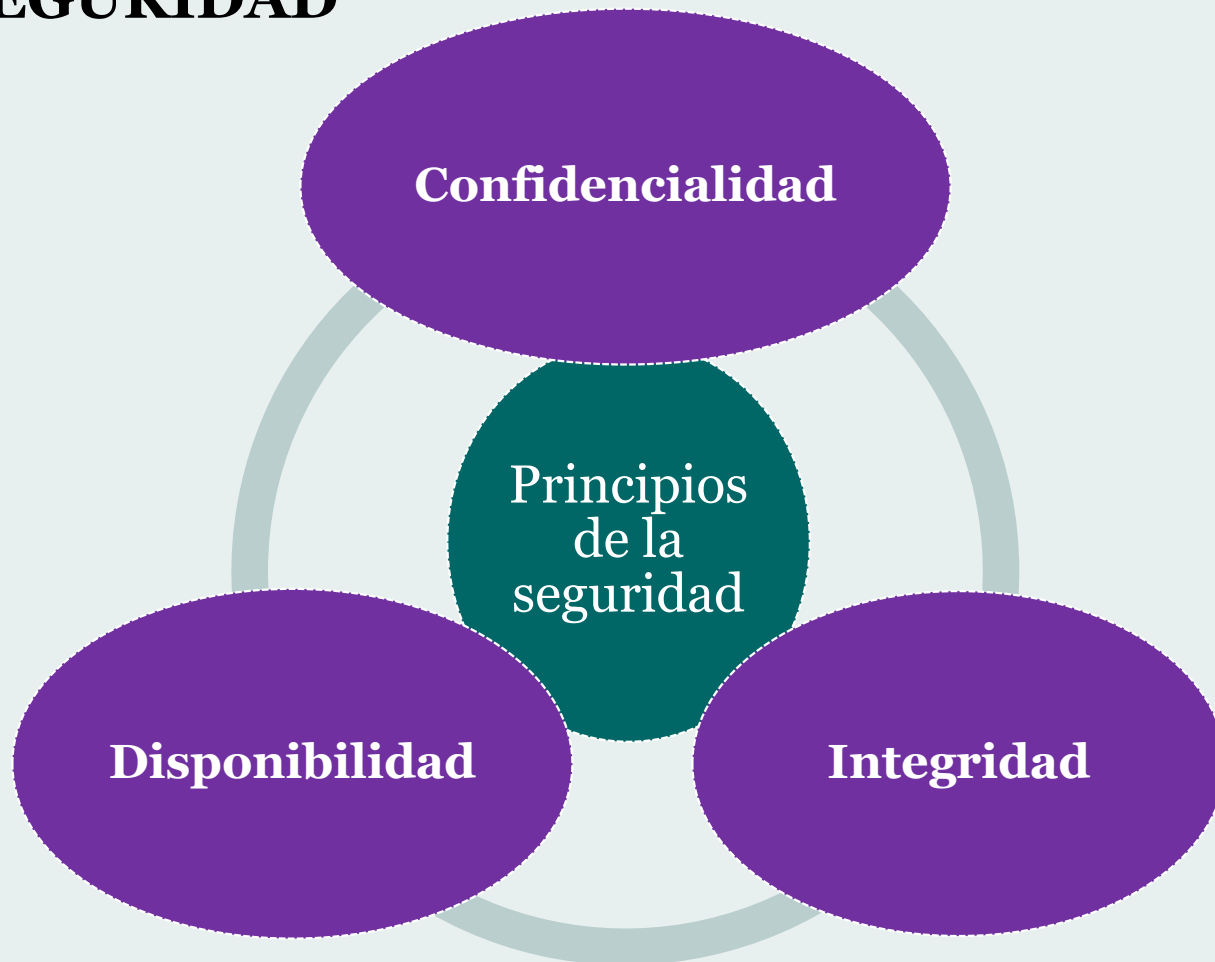 EGURIDAD
Confidencialidad
Principios
de la
seguridad
Disponibilidad
Integridad